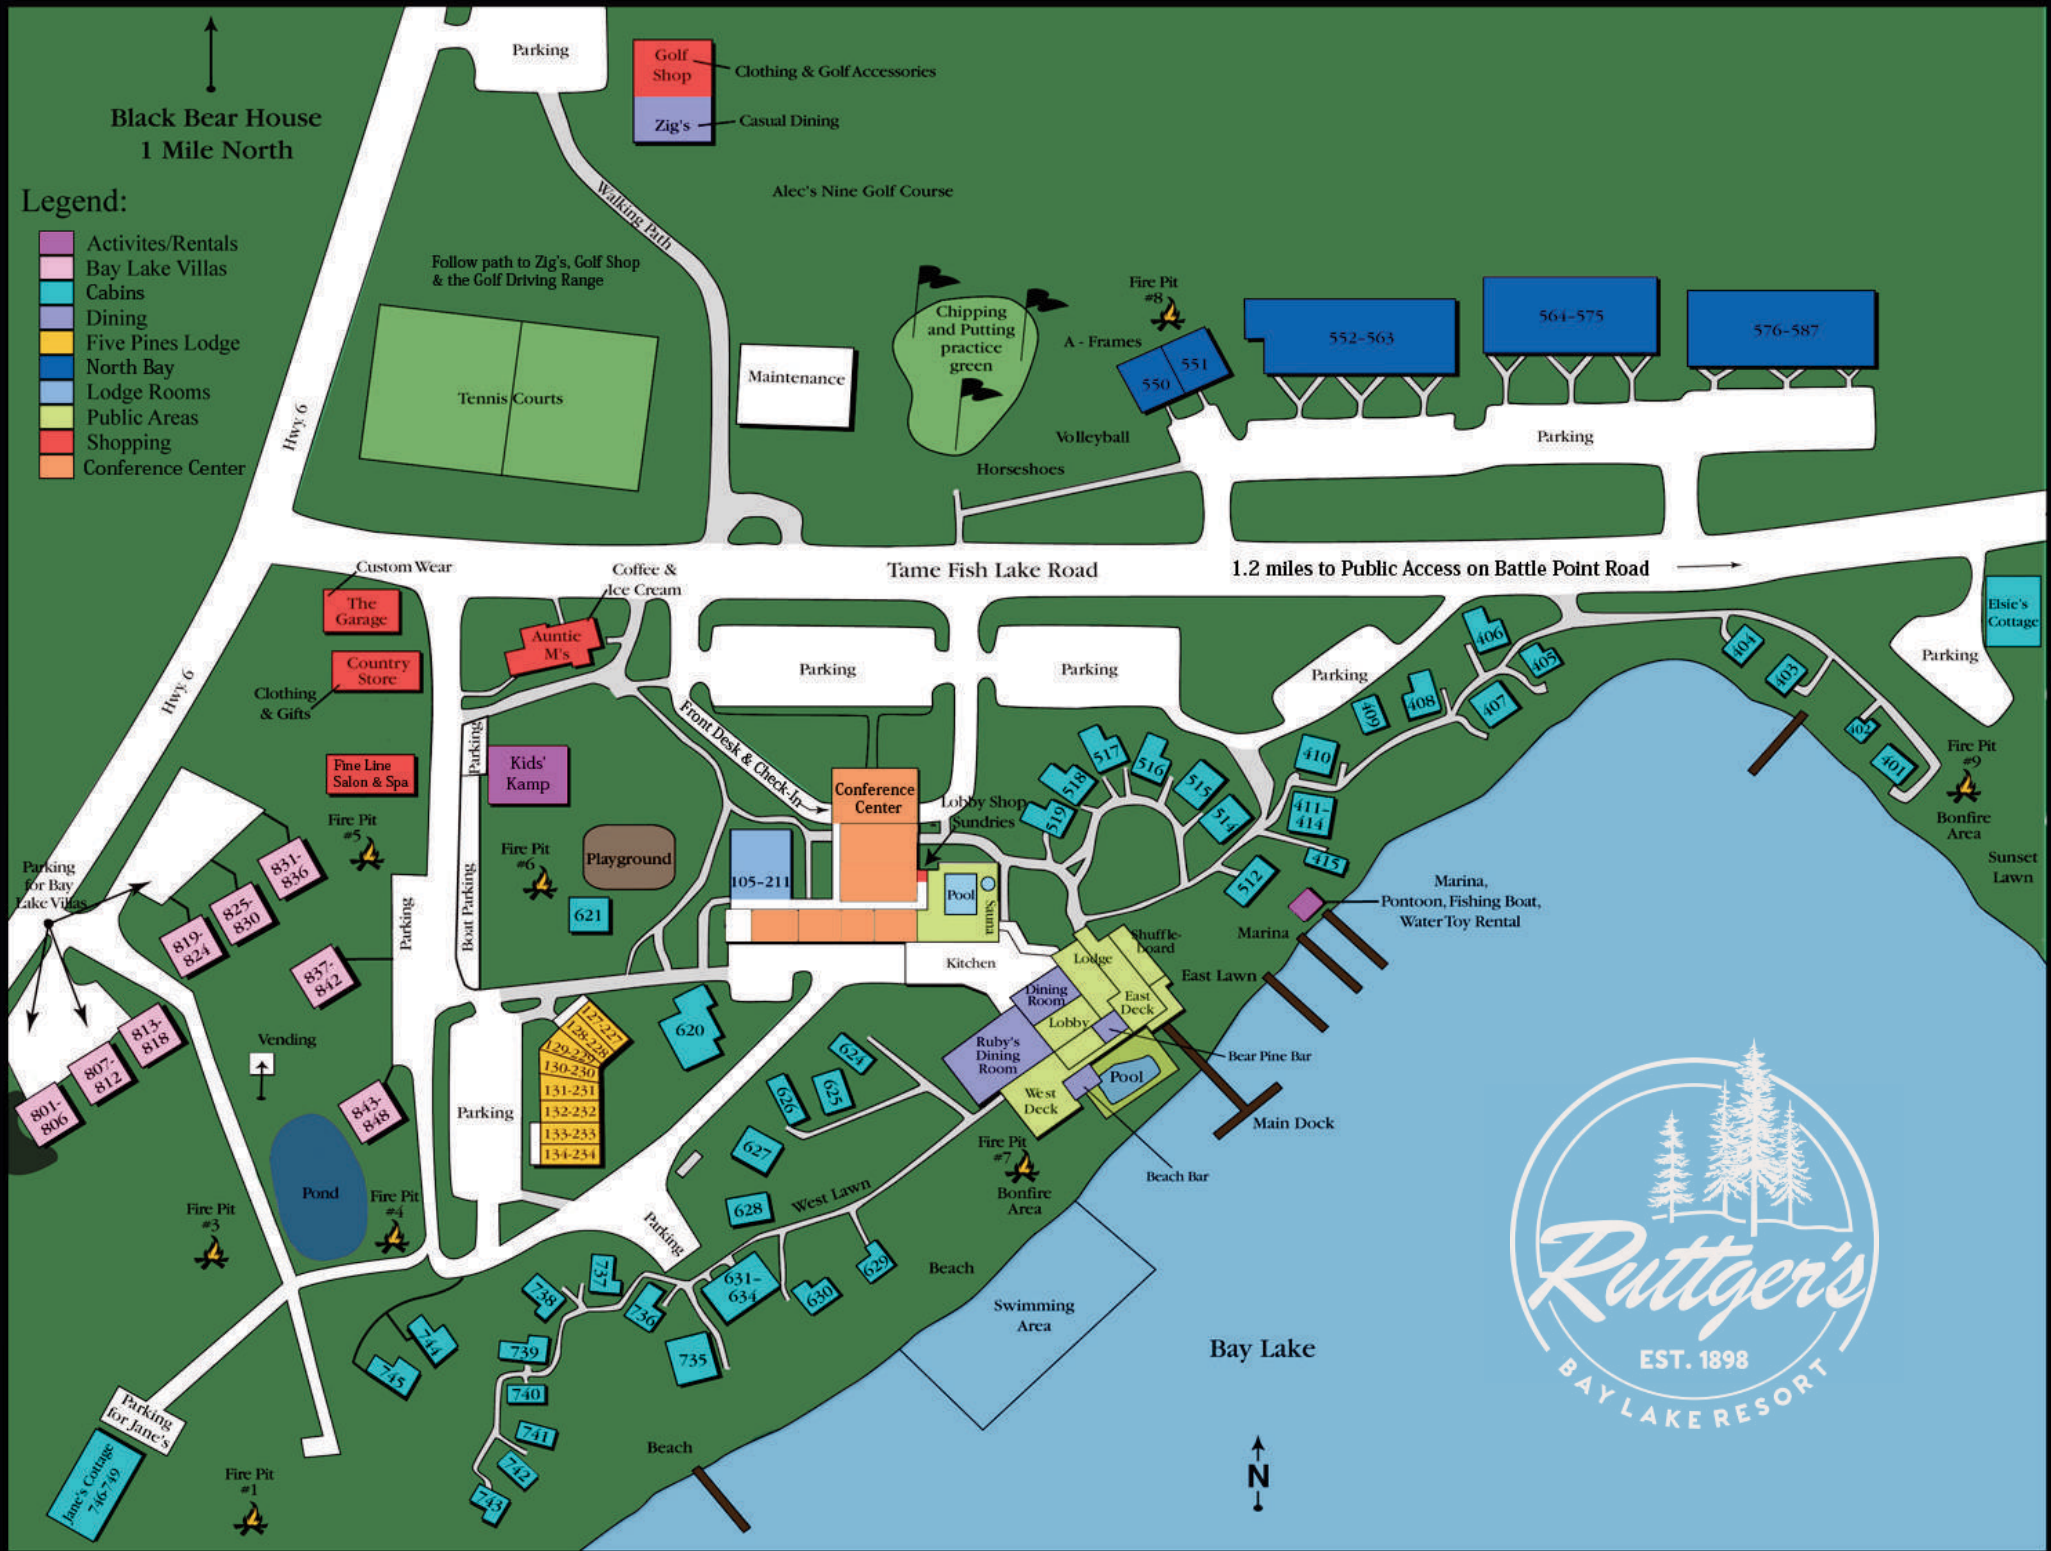 Parking
Golf
Shop
Clothing & Golf Accessories
Zig's
Casual Dining
Black Bear House
1 Mile North
Walking Path
Alec's Nine Golf Course
Legend:
Activites/Rentals
Bay Lake Villas
Cabins
Dining
Five Pines Lodge
North Bay
Lodge Rooms
Public Areas
Shopping
Conference Center
Follow path to Zig's, Golf Shop
& the Golf Driving Range
Tennis Courts
Maintenance
Chipping
and Putting
practice
green
Fire Pit
#8
A - Frames
550
551
552-563
564-575
576-587
Volleyball
Horseshoes
Parking
Hwy. 6
Tame Fish Lake Road
1.2 miles to Public Access on Battle Point Road
Custom Wear
The
Garage
Coffee &
Ice Cream
Auntie
M's
Country
Store
Clothing
& Gifts
Hwy. 6
Fine Line
Salon & Spa
Parking
Parking
Parking
Parking
Elsie's
Cottage
406
405
404
403
402
401
407
408
409
410
411-
414
415
Fire Pit
#9
Bonfire
Area
Sunset
Lawn
Front Desk & Check-In
Parking
Boat Parking
Kids'
Kamp
Conference
Center
Lobby Shop
Sundries
517
516
518
515
519
514
512
Fire Pit
#5
Fire Pit
#6
Playground
621
105-211
Pool
Sauna
Parking
for Bay
Lake Villas
831-
836
825-
830
819-
824
837-
842
Parking
Marina,
Pontoon, Fishing Boat,
Water Toy Rental
Marina
East Lawn
Shuffle-
board
Lodge
Kitchen
Dining
Room
East
Deck
Lobby
Ruby's
Dining
Room
Bear Pine Bar
West
Deck
Pool
Main Dock
Beach Bar
813-
818
807-
812
801-
806
Vending
843-
848
Pond
Parking
127-227
128-228
129-229
130-230
131-231
132-232
133-233
134-234
620
624
625
626
627
628
West Lawn
Fire Pit
#7
Bonfire
Area
Fire Pit
#3
Fire Pit
#4
Parking
629
630
631-
634
735
736
737
738
739
740
741
742
743
744
745
Beach
Swimming
Area
Bay Lake
Parking
for Jane's
Jane's Cottage
746-749
Fire Pit
#1
Beach
N
Ruttger's
EST. 1898
BAY LAKE RESORT